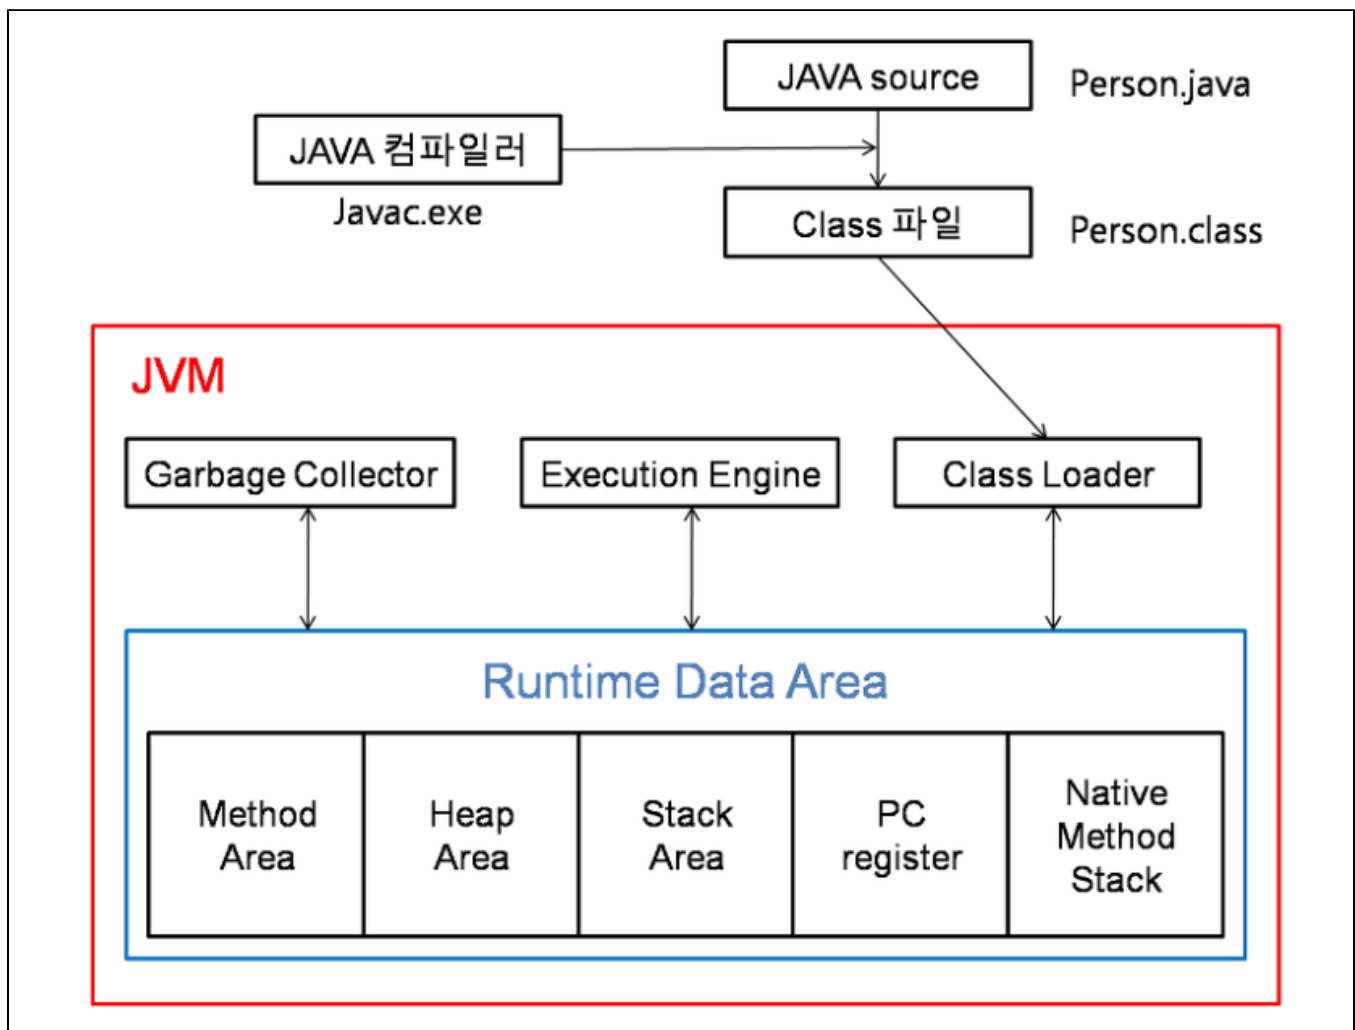 JAVA source
Person.java
JAVA 컴파일러
Javac.exe
Class 파일
Person.class
JVM
Garbage Collector
Execution Engine
Class Loader
Runtime Data Area
Method
Area
Heap
Area
Stack
Area
PC
register
Native
Method
Stack